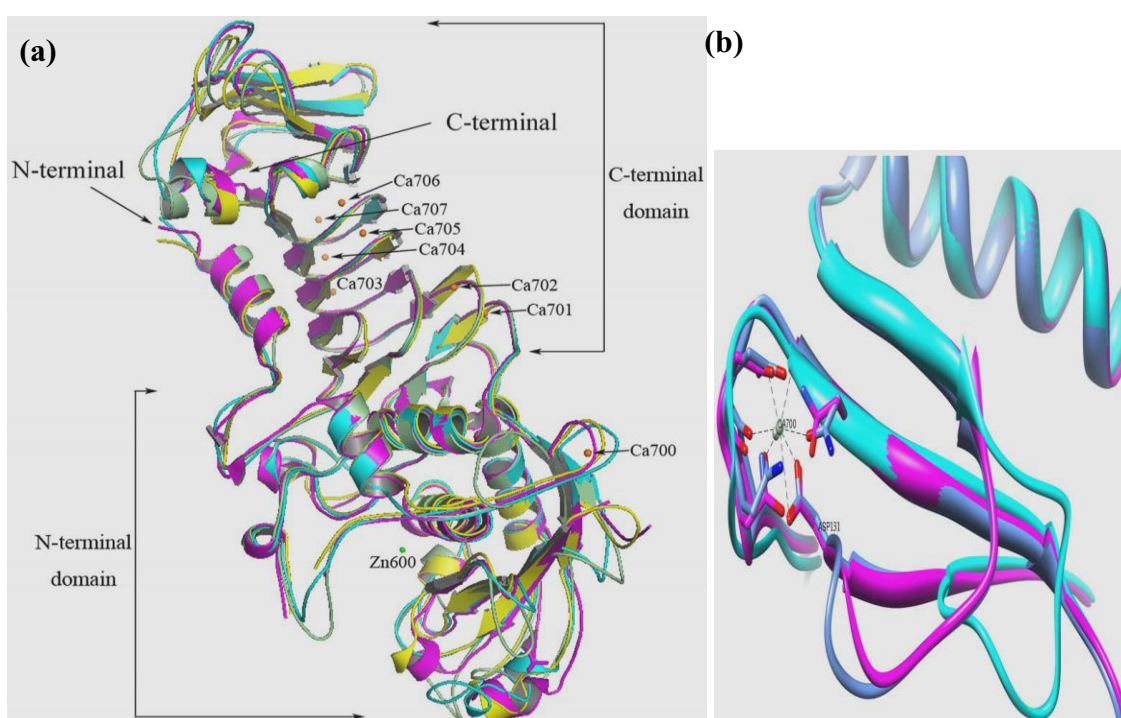 (a)
(b)
C-terminal
N-terminal
C-terminal
domain
Ca706
Ca707
Ca705
Ca704
Ca703
Ca702
Ca701
Ca700
N-terminal
domain
Zn600
CA700
ASP131